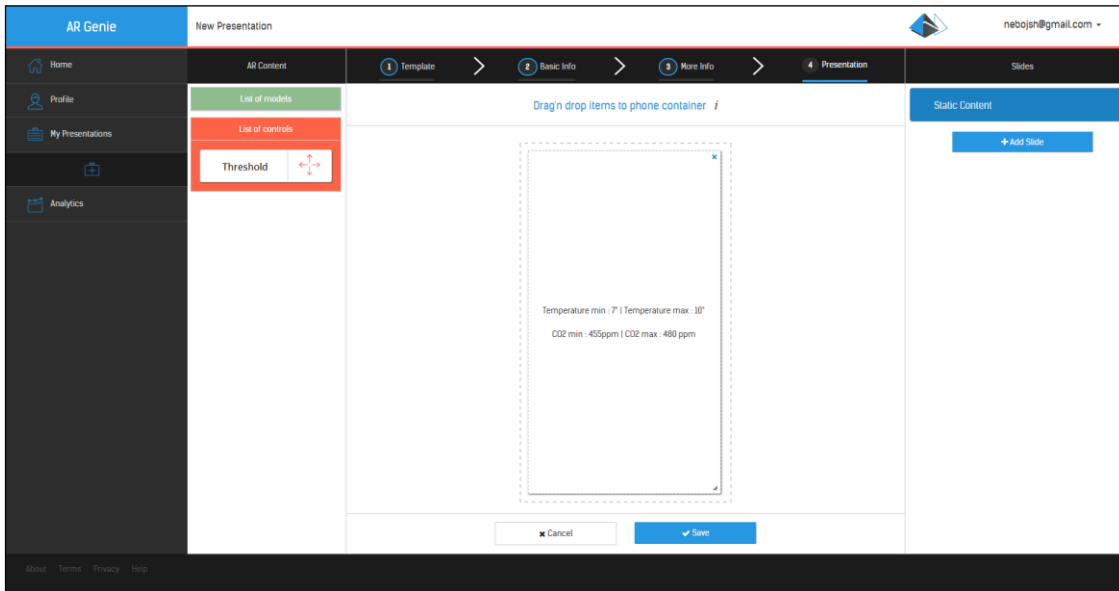 AR Genie
New Presentation
nebojsh@gmail.com
Home
Profile
My Presentations
Analytics
AR Content
List of models
List of controls
Threshold
1 Template
2 Basic Info
3 More Info
4 Presentation
Drag'n drop items to phone container i
Temperature min : 7° | Temperature max : 10°
CO2 min : 455ppm | CO2 max : 480 ppm
Cancel
Save
Slides
Static Content
+ Add Slide
About Terms Privacy Help